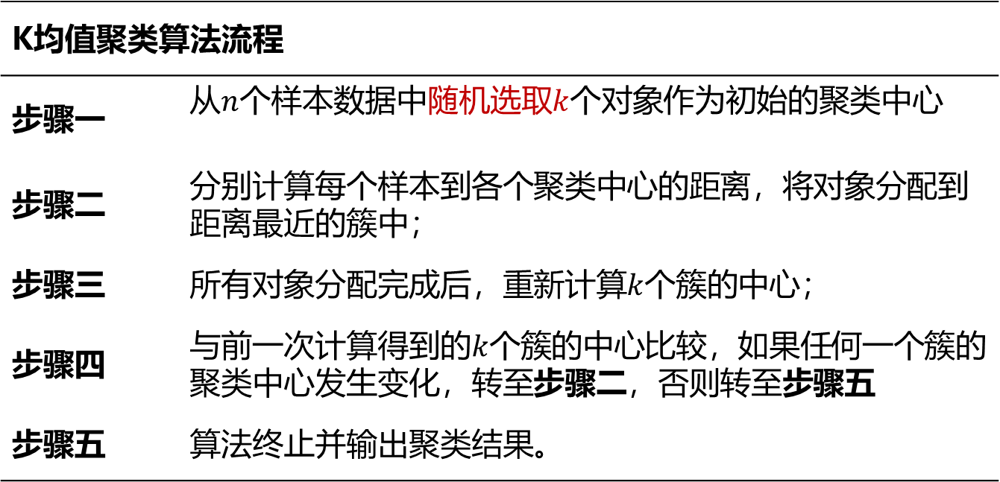 K均值聚类算法流程
步骤一 从n个样本数据中随机选取k个对象作为初始的聚类中心
步骤二 分别计算每个样本到各个聚类中心的距离，将对象分配到
距离最近的簇中；
步骤三 所有对象分配完成后，重新计算k个簇的中心；
步骤四 与前一次计算得到的k个簇的中心比较，如果任何一个簇的
聚类中心发生变化，转至步骤二，否则转至步骤五
步骤五 算法终止并输出聚类结果。